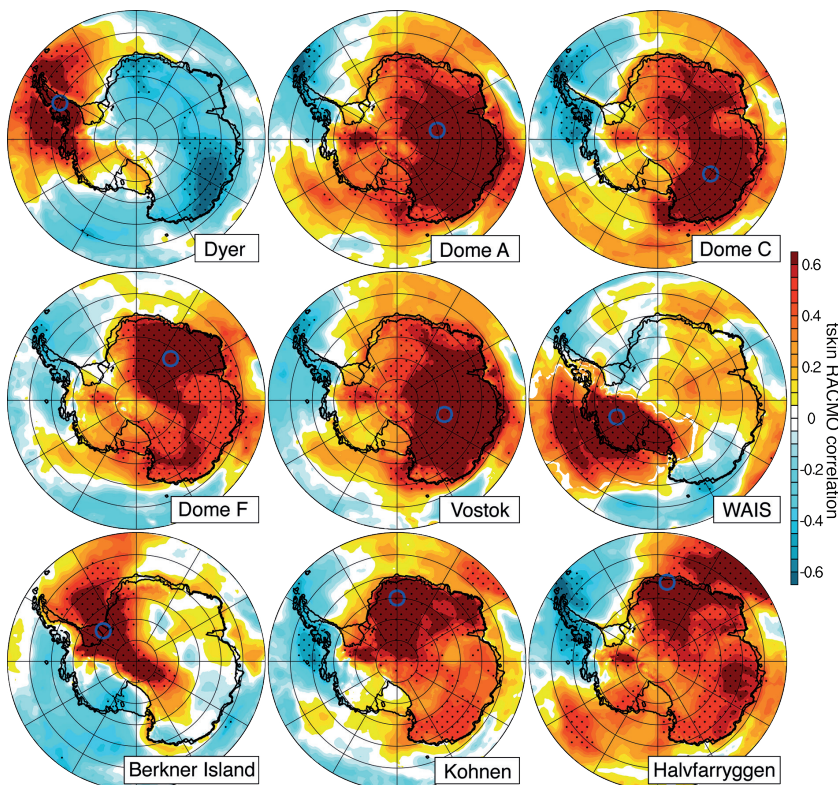 Dyer
Dome A
Dome C
Dome F
Vostok
WAIS
Berkner Island
Kohnen
Halvfarryggen
0.6
0.4
0.2
0
-0.2
-0.4
-0.6
tskin RACMO correlation